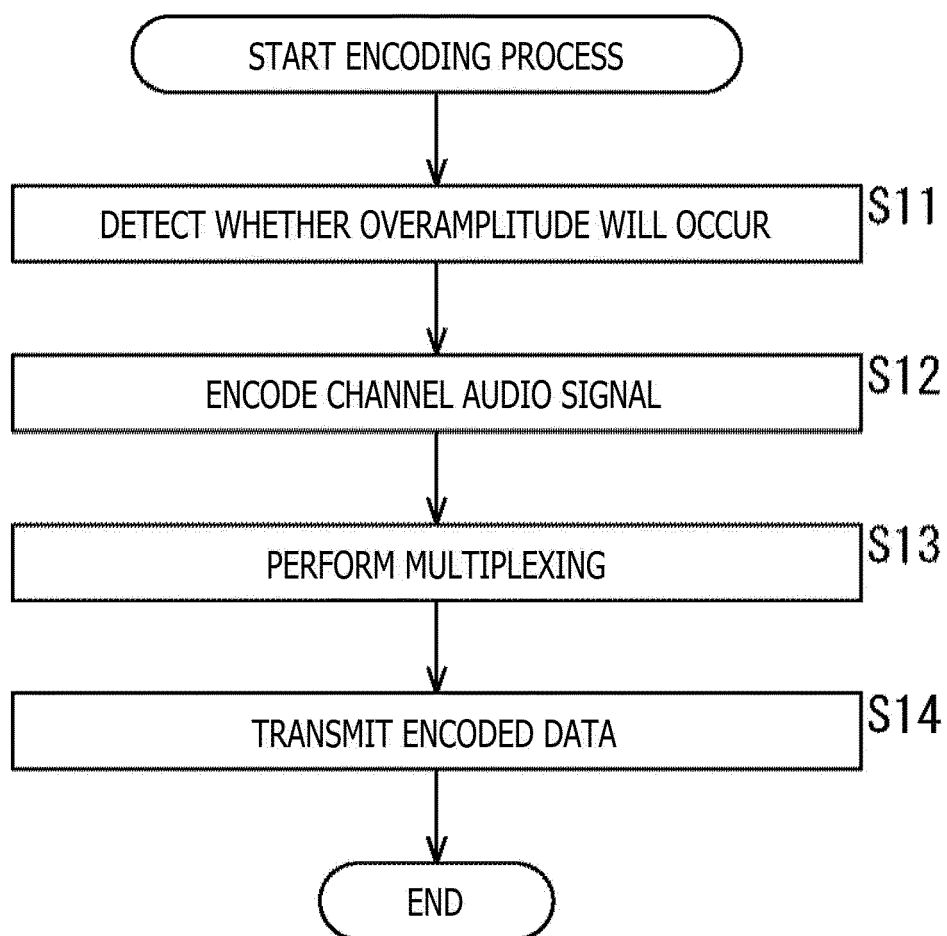 START ENCODING PROCESS
DETECT WHETHER OVERAMPLITUDE WILL OCCUR
S11
ENCODE CHANNEL AUDIO SIGNAL
S12
PERFORM MULTIPLEXING
S13
TRANSMIT ENCODED DATA
S14
END